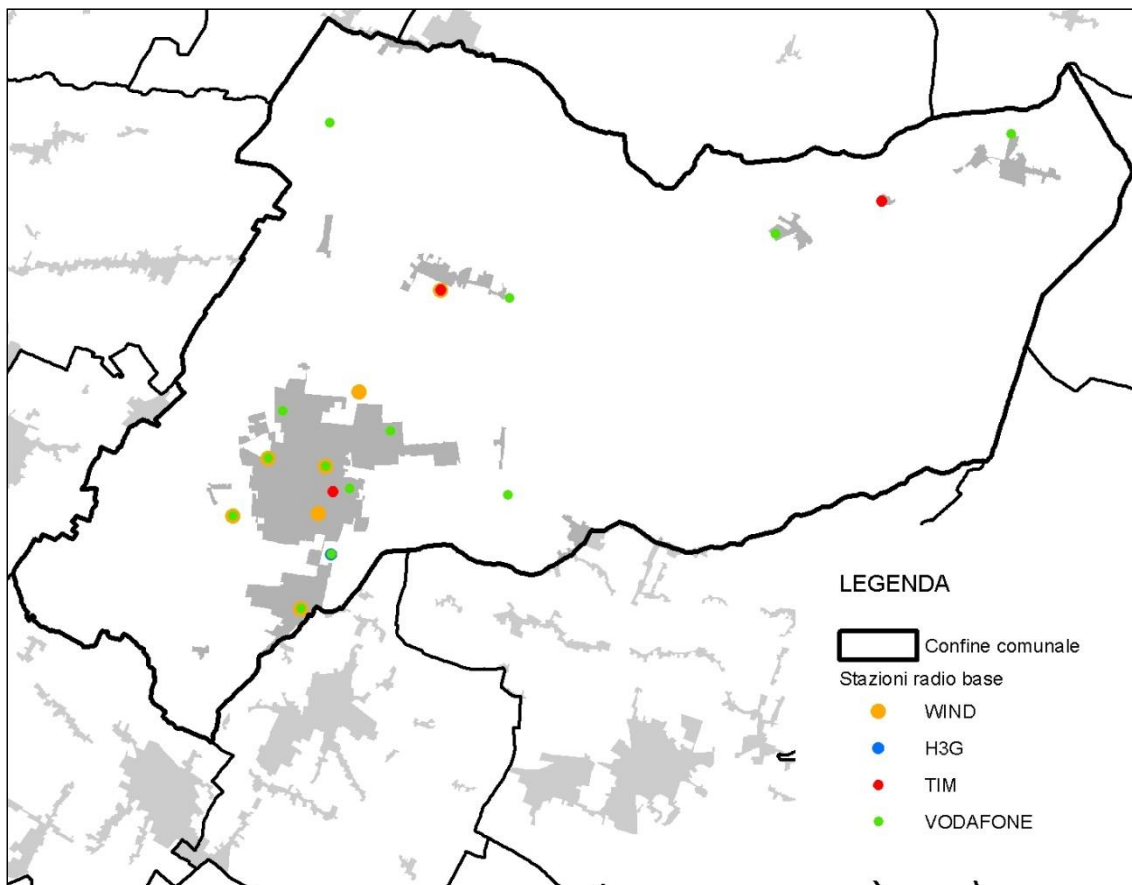 LEGENDA
Confine comunale
Stazioni radio base
WIND
H3G
TIM
VODAFONE